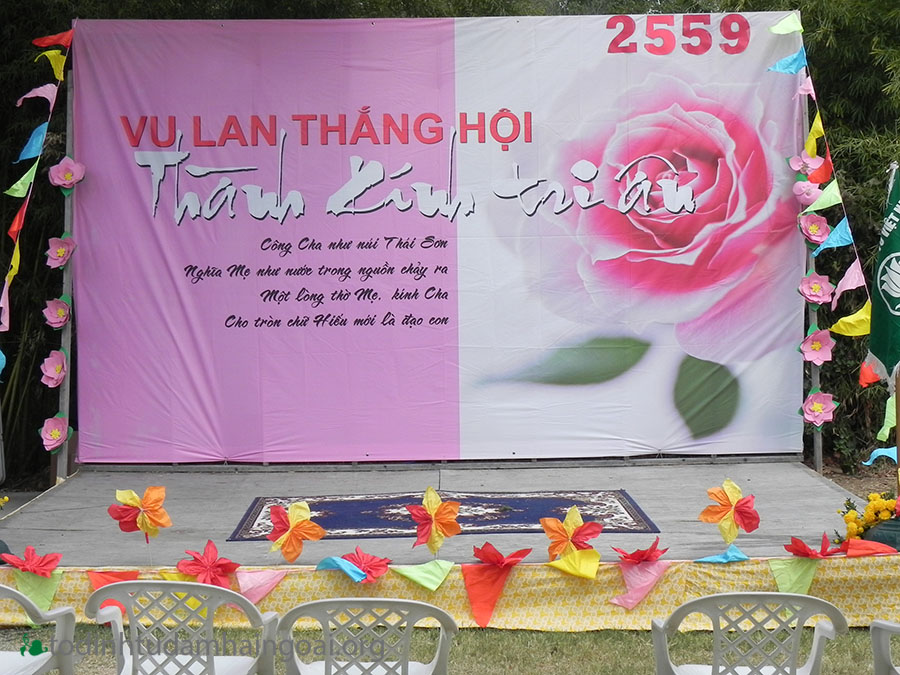 2559
VU LAN THẮNG HỘI
Thành Kính tri ân
Công Cha như núi Thái Sơn
Nghĩa Mẹ như nước trong nguồn chảy ra
Một lòng thờ Mẹ, kính Cha
Cho tròn chữ Hiếu mới là đạo con
VIỆT